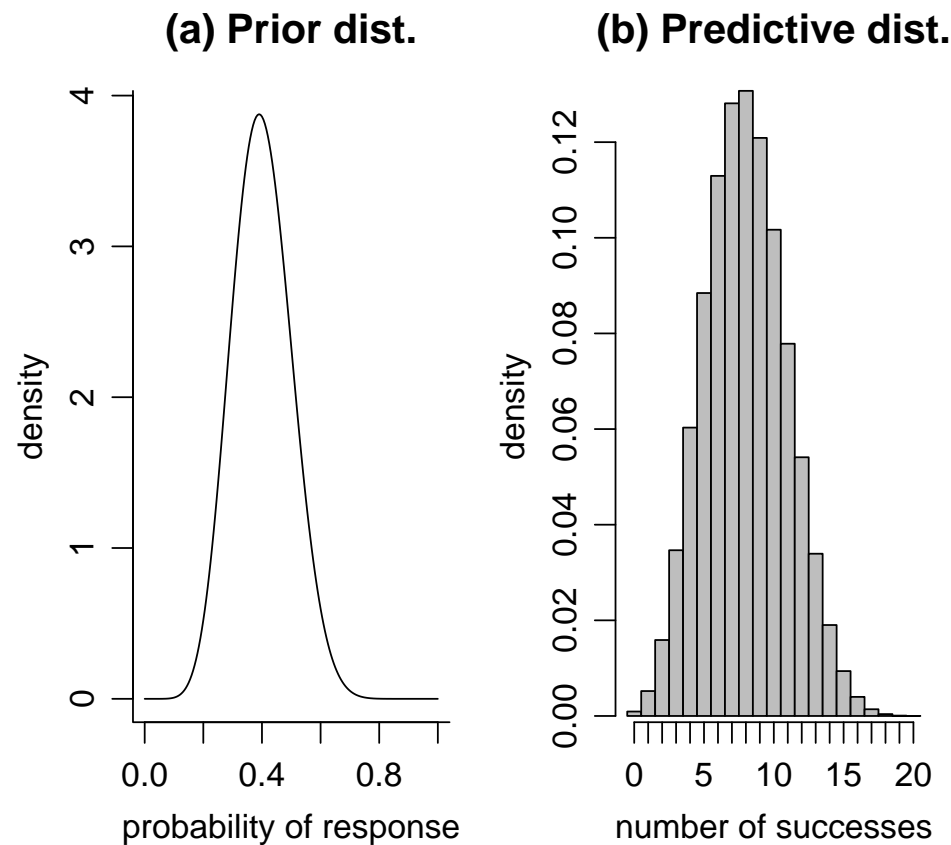 (a) Prior dist.
density
4
3
2
1
0
0.0 0.4 0.8
probability of response
(b) Predictive dist.
density
0.12
0.10
0.08
0.06
0.04
0.02
0.00
0 5 10 15 20
number of successes